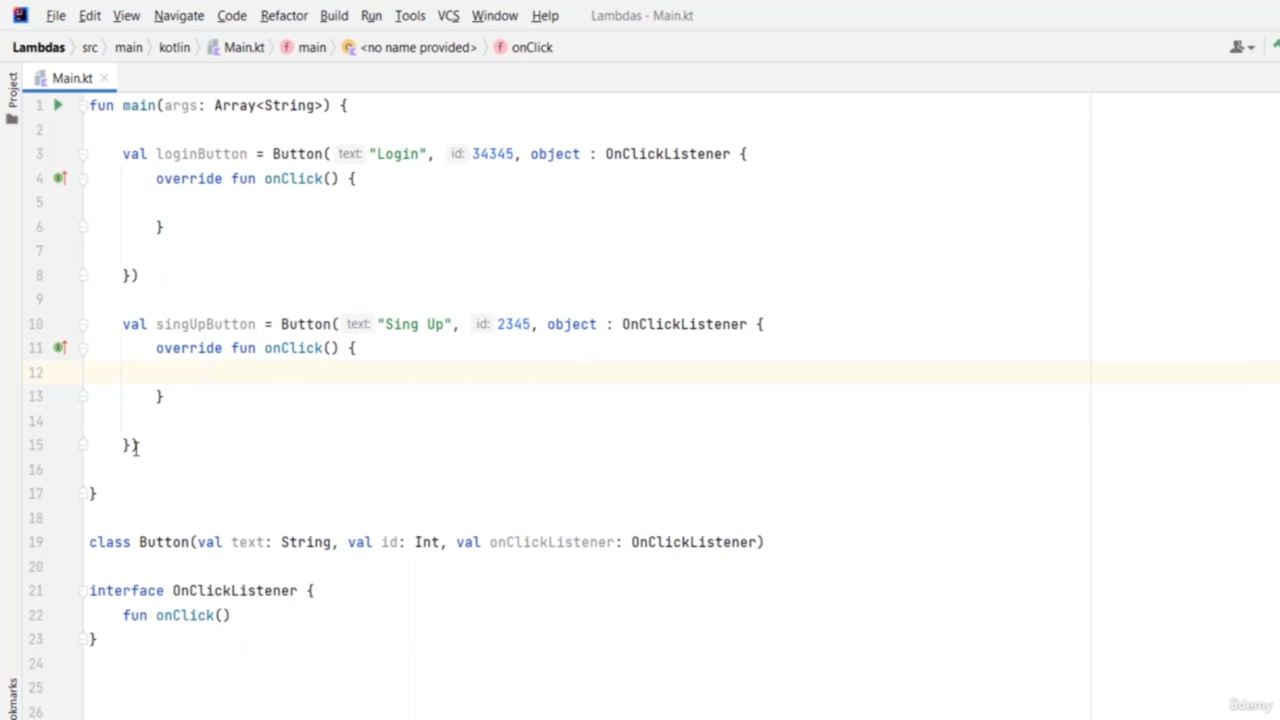 File Edit View Navigate Code Refactor Build Run Tools VCS Window Help Lambdas - Main.kt
Lambdas src main kotlin Main.kt main <no name provided> onClick
Project
Main.kt
1 fun main(args: Array<String>) {
2
3 val loginButton = Button( text: "Login", id: 34345, object : OnClickListener {
4 override fun onClick() {
5
6 }
7
8 })
9
10 val singUpButton = Button( text: "Sing Up", id: 2345, object : OnClickListener {
11 override fun onClick() {
12
13 }
14
15 })
16
17 }
18
19 class Button(val text: String, val id: Int, val onClickListener: OnClickListener)
20
21 interface OnClickListener {
22 fun onClick()
23 }
24
25
26
okmarks
ûdemy